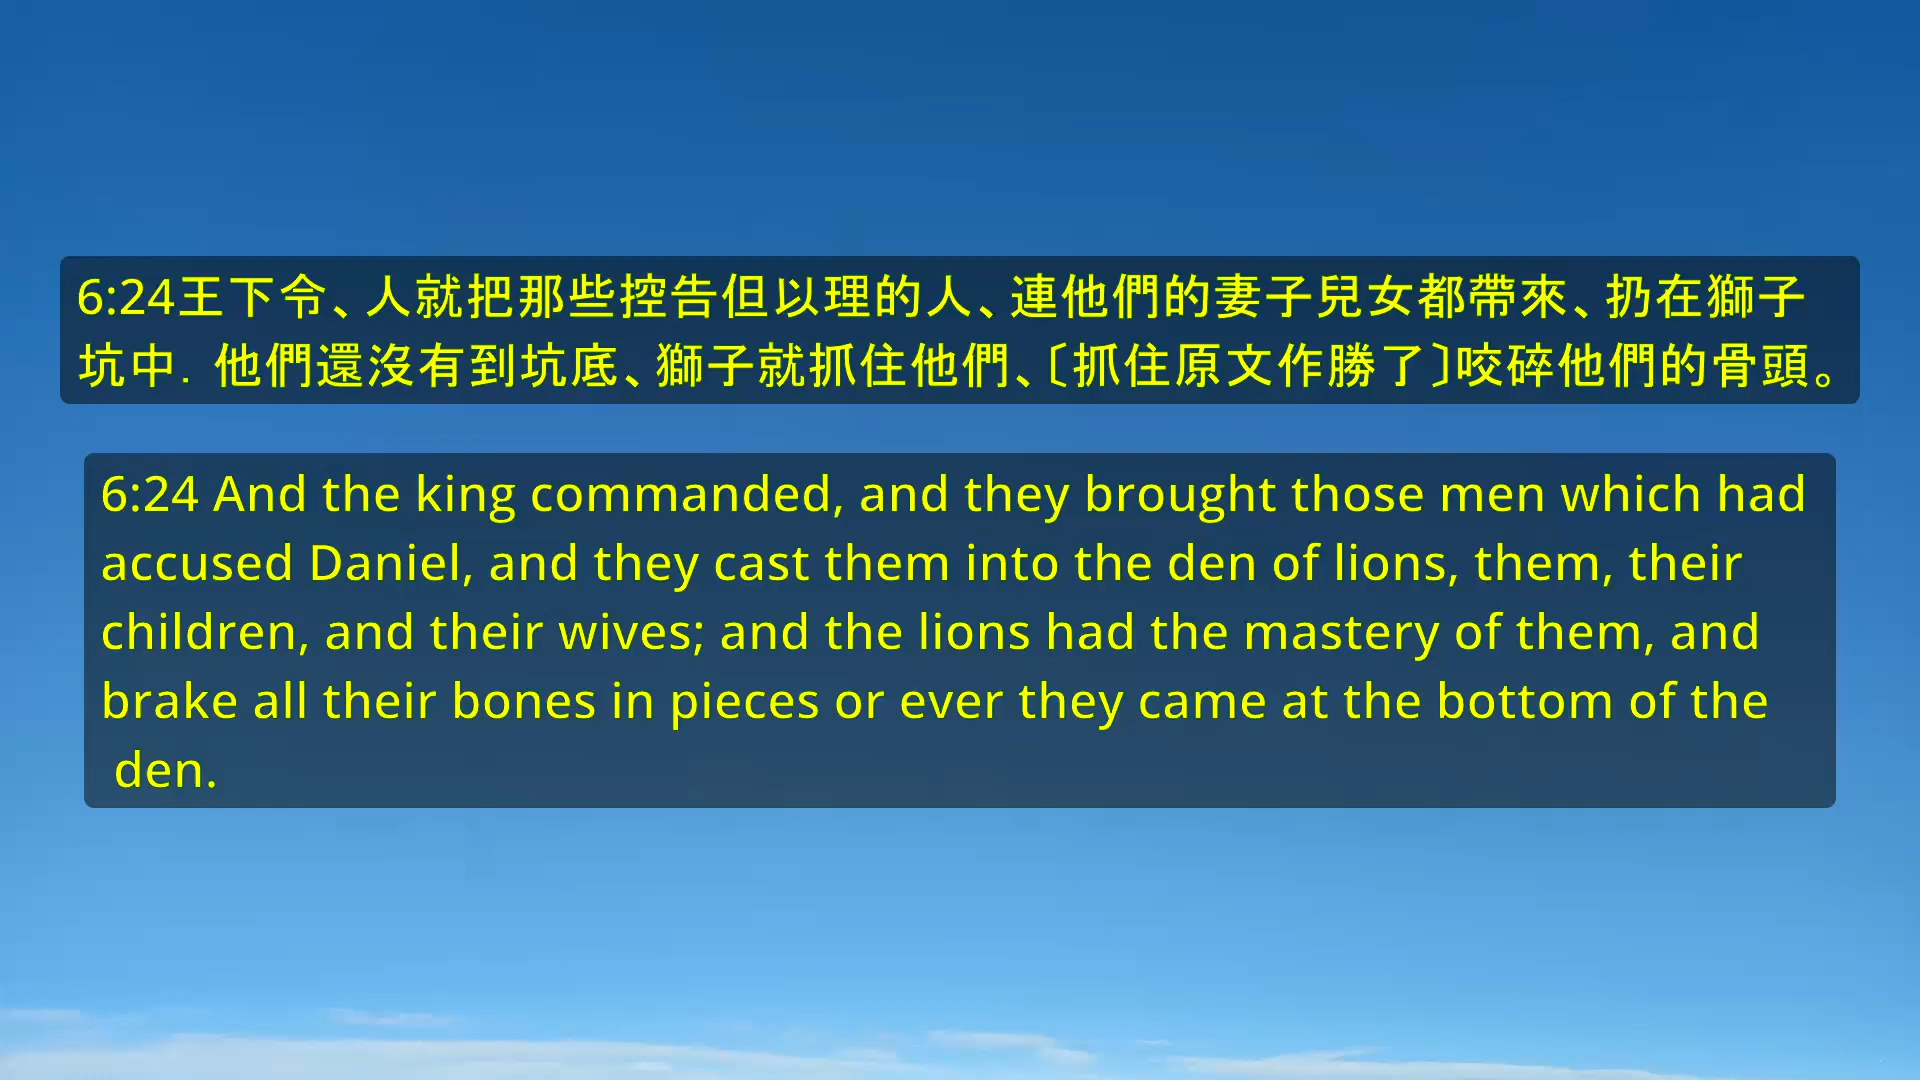 6:24王下令、人就把那些控告但以理的人、連他們的妻子兒女都帶來、扔在獅子
坑中．他們還沒有到坑底、獅子就抓住他們、〔抓住原文作勝了〕咬碎他們的骨頭。
6:24 And the king commanded, and they brought those men which had
accused Daniel, and they cast them into the den of lions, them, their
children, and their wives; and the lions had the mastery of them, and
brake all their bones in pieces or ever they came at the bottom of the
den.